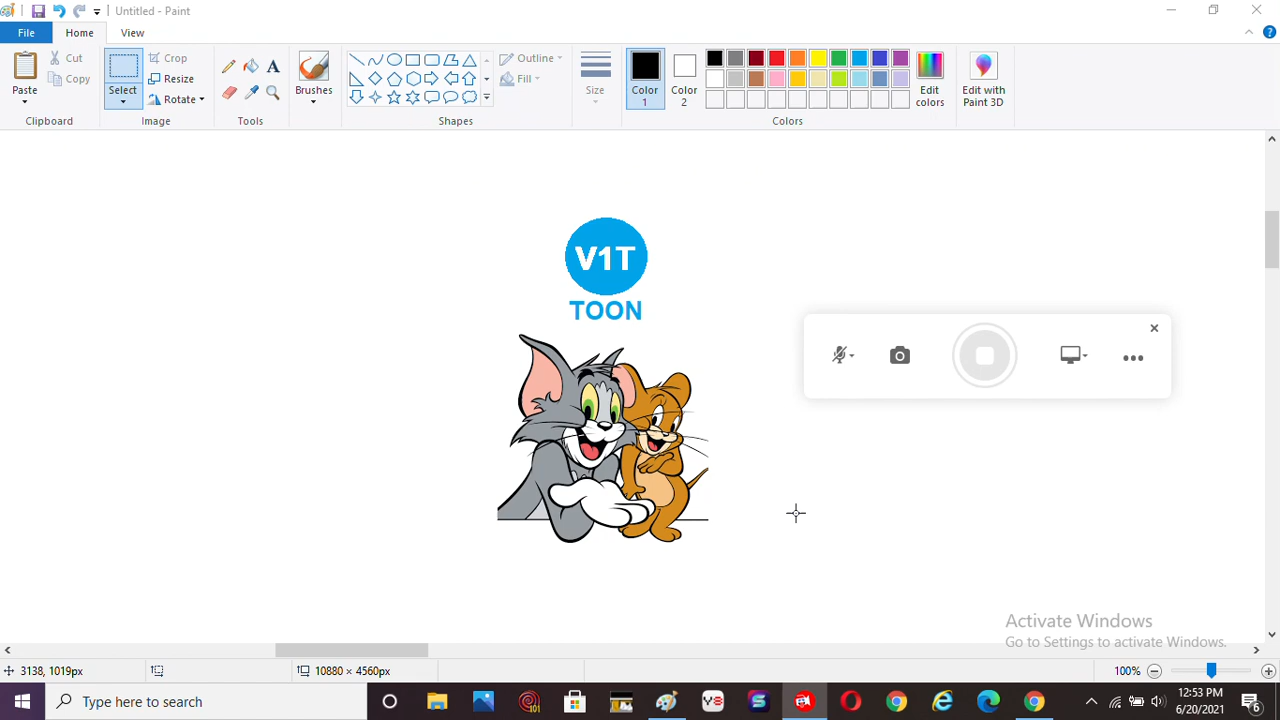 Untitled - Paint
File
Home
View
Paste
Cut
Copy
Clipboard
Select
Crop
Resize
Rotate
Image
Tools
Brushes
Shapes
Outline
Fill
Size
Color 1
Color 2
Colors
Edit colors
Edit with Paint 3D
V1T
TOON
Activate Windows
Go to Settings to activate Windows.
3138, 1019px
10880 × 4560px
100%
Type here to search
12:53 PM
6/20/2021
6